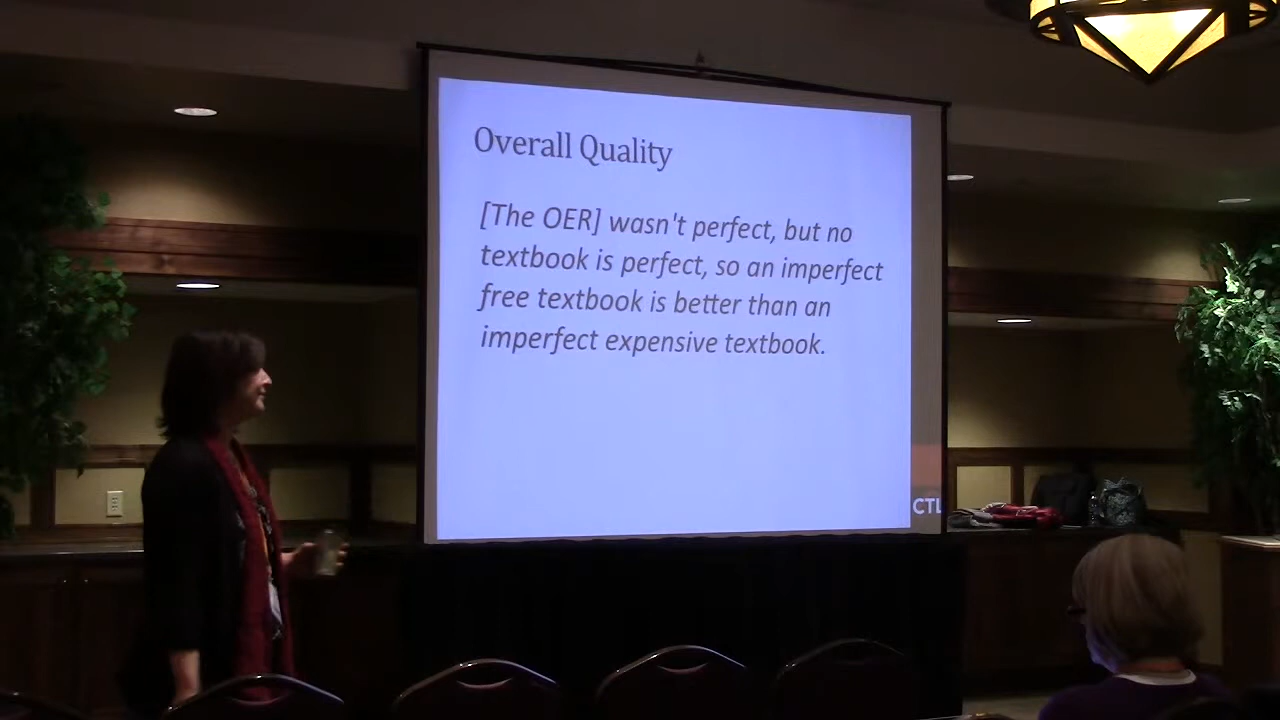 Overall Quality
[The OER] wasn't perfect, but no
textbook is perfect, so an imperfect
free textbook is better than an
imperfect expensive textbook.
CTL